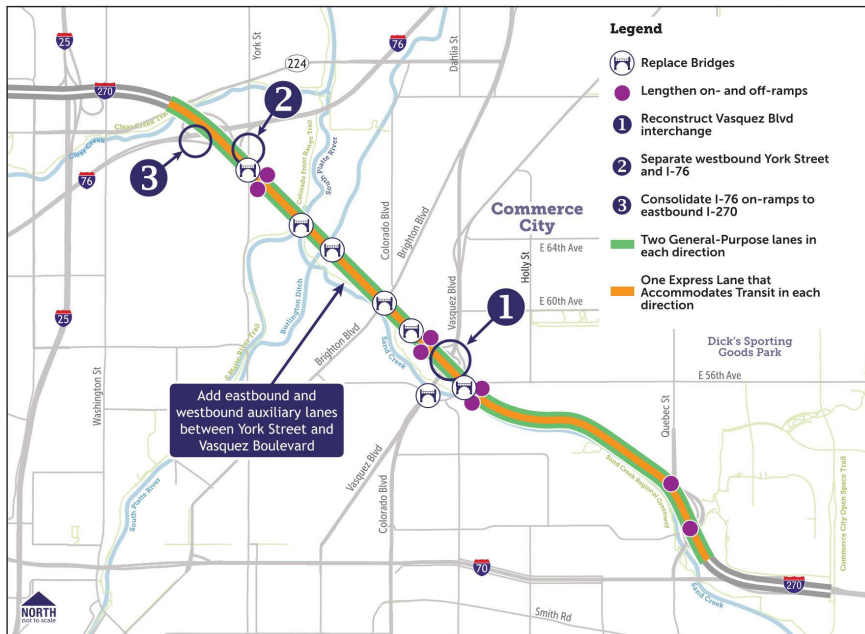 Legend
Replace Bridges
Lengthen on- and off-ramps
1
Reconstruct Vasquez Blvd
interchange
2
Separate westbound York Street
and I-76
3
Consolidate I-76 on-ramps to
eastbound I-270
Two General-Purpose lanes in
each direction
One Express Lane that
Accommodates Transit in each
direction
25
York St
76
Dahlia St
224
270
2
Clear Creek Trail
Clear Creek
3
76
Colorado Front Range Trail
South Platte River
Colorado Blvd
Brighton Blvd
Commerce
City
Vasquez Blvd
Holly St
E 64th Ave
E 60th Ave
1
25
Burlington Ditch
S Platte River Trail
Brighton Blvd
Sand Creek
Dick's Sporting
Goods Park
E 56th Ave
Washington St
Add eastbound and
westbound auxiliary lanes
between York Street and
Vasquez Boulevard
Quebec St
Vasquez Blvd
Colorado Blvd
Sand Creek Regional Greenway
Commerce City Open Space Trail
South Platte River
70
270
Sand Creek
Smith Rd
NORTH
not to scale